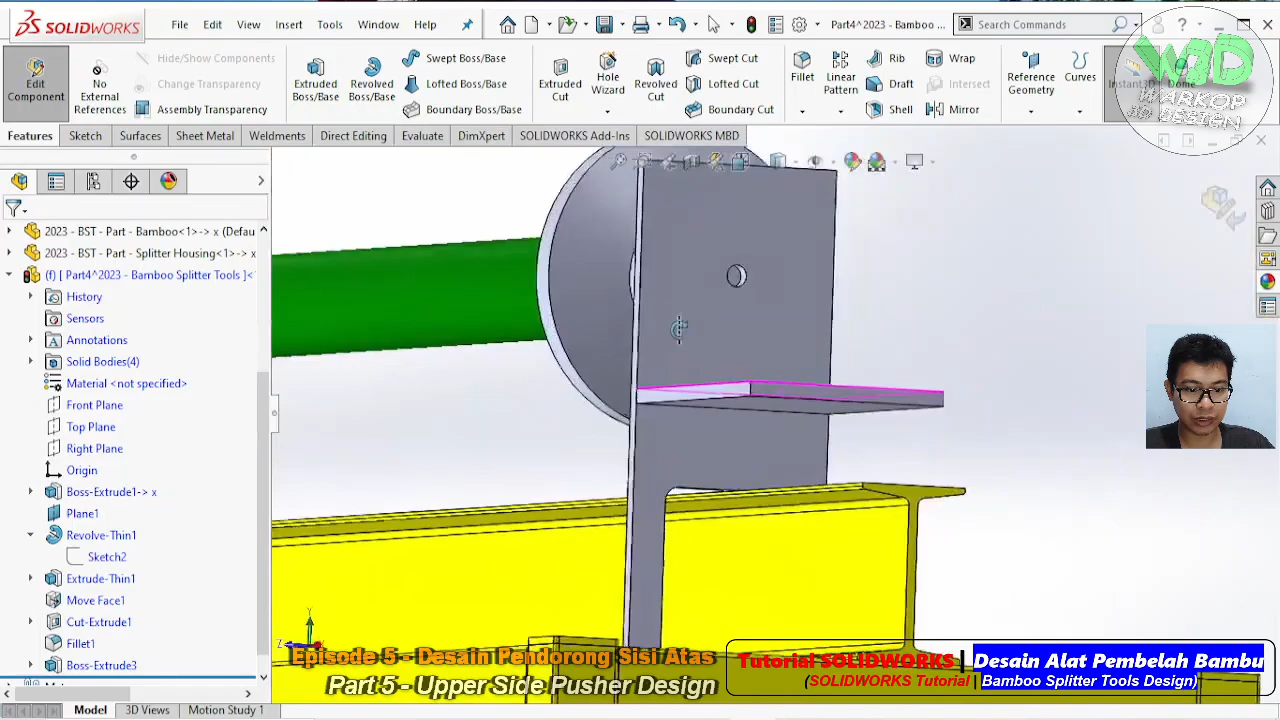 SOLIDWORKS
File
Edit
View
Insert
Tools
Window
Help
Part4^2023 - Bamboo ...
Search Commands
Edit Component
No External References
Hide/Show Components
Change Transparency
Assembly Transparency
Extruded Boss/Base
Revolved Boss/Base
Swept Boss/Base
Lofted Boss/Base
Boundary Boss/Base
Extruded Cut
Hole Wizard
Revolved Cut
Swept Cut
Lofted Cut
Boundary Cut
Fillet
Linear Pattern
Rib
Draft
Shell
Wrap
Intersect
Mirror
Reference Geometry
Curves
Instant3D
Dome
WARKOP
3D DESIGN
Features
Sketch
Surfaces
Sheet Metal
Weldments
Direct Editing
Evaluate
DimXpert
SOLIDWORKS Add-Ins
SOLIDWORKS MBD
2023 - BST - Part - Bamboo<1>-> x (Defau
2023 - BST - Part - Splitter Housing<1>-> x
(f) [ Part4^2023 - Bamboo Splitter Tools ]<
History
Sensors
Annotations
Solid Bodies(4)
Material <not specified>
Front Plane
Top Plane
Right Plane
Origin
Boss-Extrude1-> x
Plane1
Revolve-Thin1
Sketch2
Extrude-Thin1
Move Face1
Cut-Extrude1
Fillet1
Boss-Extrude3
Y
Z
Episode 5 - Desain Pendorong Sisi Atas
Part 5 - Upper Side Pusher Design
Tutorial SOLIDWORKS | Desain Alat Pembelah Bambu
(SOLIDWORKS Tutorial | Bamboo Splitter Tools Design)
Model
3D Views
Motion Study 1